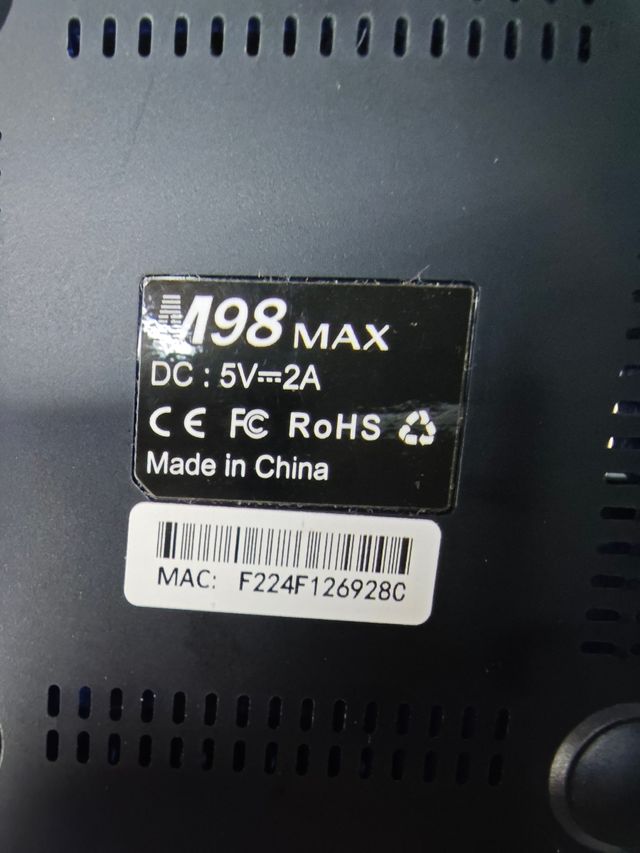 M98 MAX
DC : 5V⎓2A
CE FC RoHS
Made in China
MAC: F224F126928C